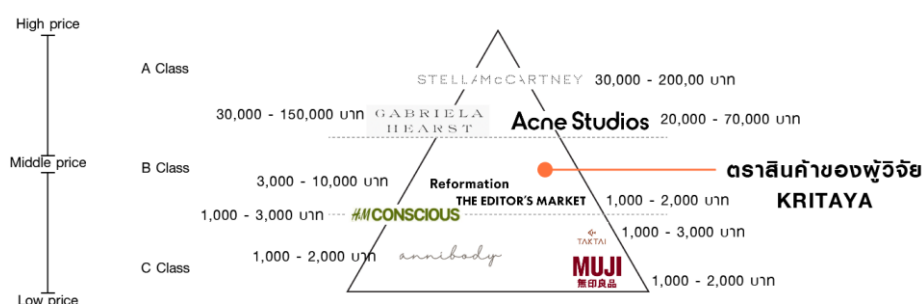 High price
A Class
STELLAMcCARTNEY 30,000 - 200,00 บาท
30,000 - 150,000 บาท GABRIELA
HEARST
Acne Studios 20,000 - 70,000 บาท
Middle price
B Class
ตราสินค้าของผู้วิจัย
KRITAYA
3,000 - 10,000 บาท Reformation
THE EDITOR'S MARKET 1,000 - 2,000 บาท
1,000 - 3,000 บาท H&M CONSCIOUS
TAKTAI 1,000 - 3,000 บาท
1,000 - 2,000 บาท annibody
C Class
MUJI
無印良品
1,000 - 2,000 บาท
Low price